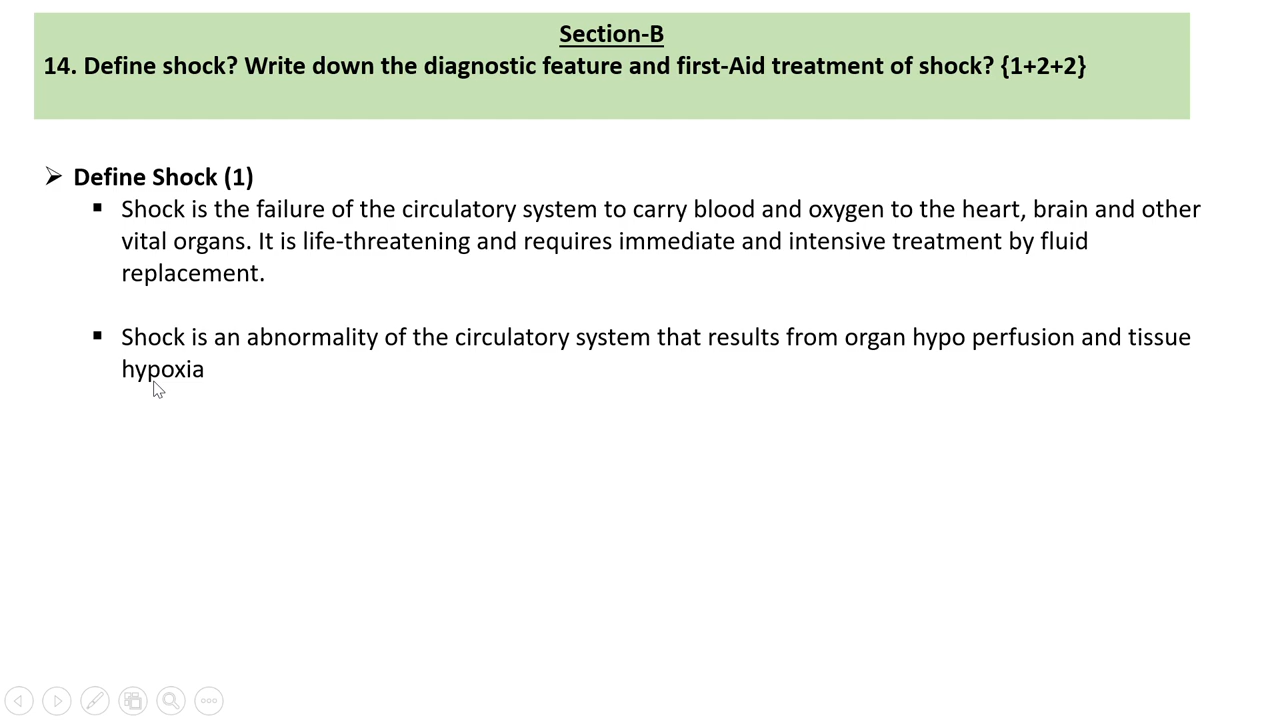 Section-B
14. Define shock? Write down the diagnostic feature and first-Aid treatment of shock? {1+2+2}
➢ Define Shock (1)
▪ Shock is the failure of the circulatory system to carry blood and oxygen to the heart, brain and other
vital organs. It is life-threatening and requires immediate and intensive treatment by fluid
replacement.
▪ Shock is an abnormality of the circulatory system that results from organ hypo perfusion and tissue
hypoxia